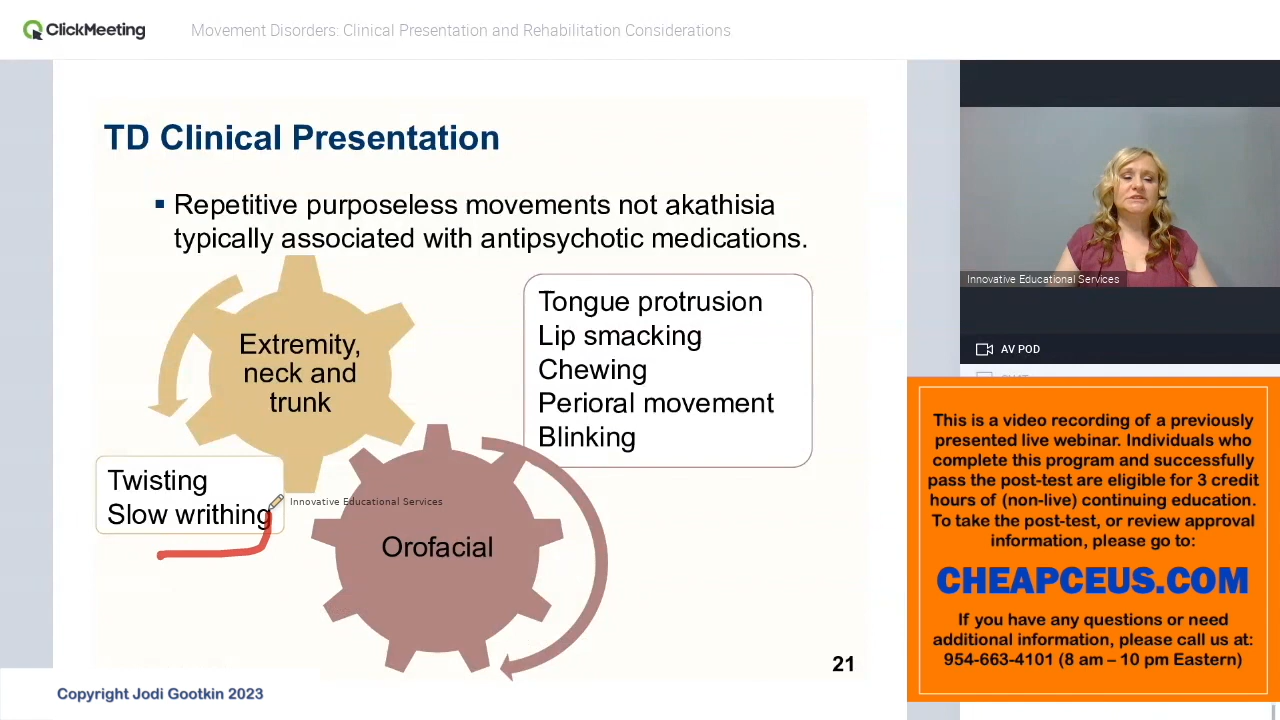 ClickMeeting
Movement Disorders: Clinical Presentation and Rehabilitation Considerations
TD Clinical Presentation
▪ Repetitive purposeless movements not akathisia
typically associated with antipsychotic medications.
Extremity,
neck and
trunk
Tongue protrusion
Lip smacking
Chewing
Perioral movement
Blinking
Twisting
Slow writhing
Innovative Educational Services
Orofacial
21
Copyright Jodi Gootkin 2023
Innovative Educational Services
AV POD
This is a video recording of a previously
presented live webinar. Individuals who
complete this program and successfully
pass the post-test are eligible for 3 credit
hours of (non-live) continuing education.
To take the post-test, or review approval
information, please go to:
CHEAPCEUS.COM
If you have any questions or need
additional information, please call us at:
954-663-4101 (8 am – 10 pm Eastern)